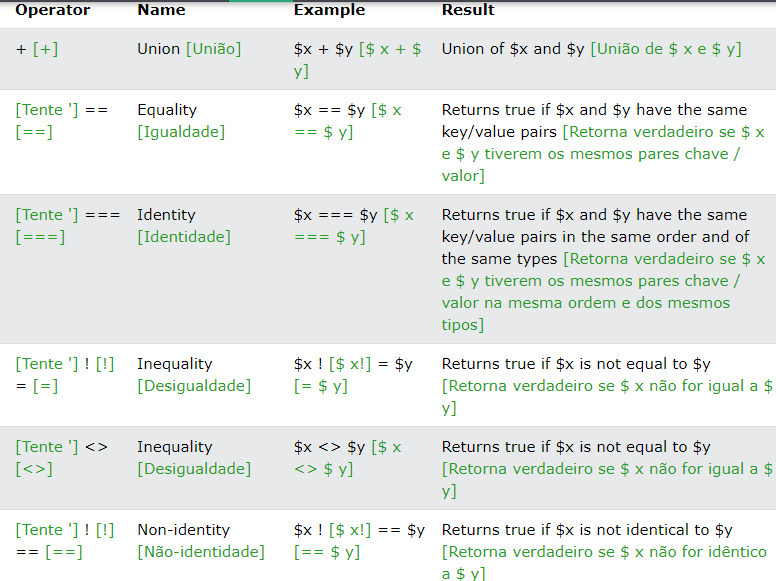 Operator Name Example Result
+ [+] Union [União] $x + $y [$ x + $ y] Union of $x and $y [União de $ x e $ y]
[Tente '] == [==] Equality [Igualdade] $x == $y [$ x == $ y] Returns true if $x and $y have the same key/value pairs [Retorna verdadeiro se $ x e $ y tiverem os mesmos pares chave / valor]
[Tente '] === [===] Identity [Identidade] $x === $y [$ x === $ y] Returns true if $x and $y have the same key/value pairs in the same order and of the same types [Retorna verdadeiro se $ x e $ y tiverem os mesmos pares chave / valor na mesma ordem e dos mesmos tipos]
[Tente '] ! [!] = [=] Inequality [Desigualdade] $x ! [$ x!] = $y [= $ y] Returns true if $x is not equal to $y [Retorna verdadeiro se $ x não for igual a $ y]
[Tente '] <> [<>] Inequality [Desigualdade] $x <> $y [$ x <> $ y] Returns true if $x is not equal to $y [Retorna verdadeiro se $ x não for igual a $ y]
[Tente '] ! [!] == [==] Non-identity [Não-identidade] $x ! [$ x!] == $y [== $ y] Returns true if $x is not identical to $y [Retorna verdadeiro se $ x não for idêntico a $ y]